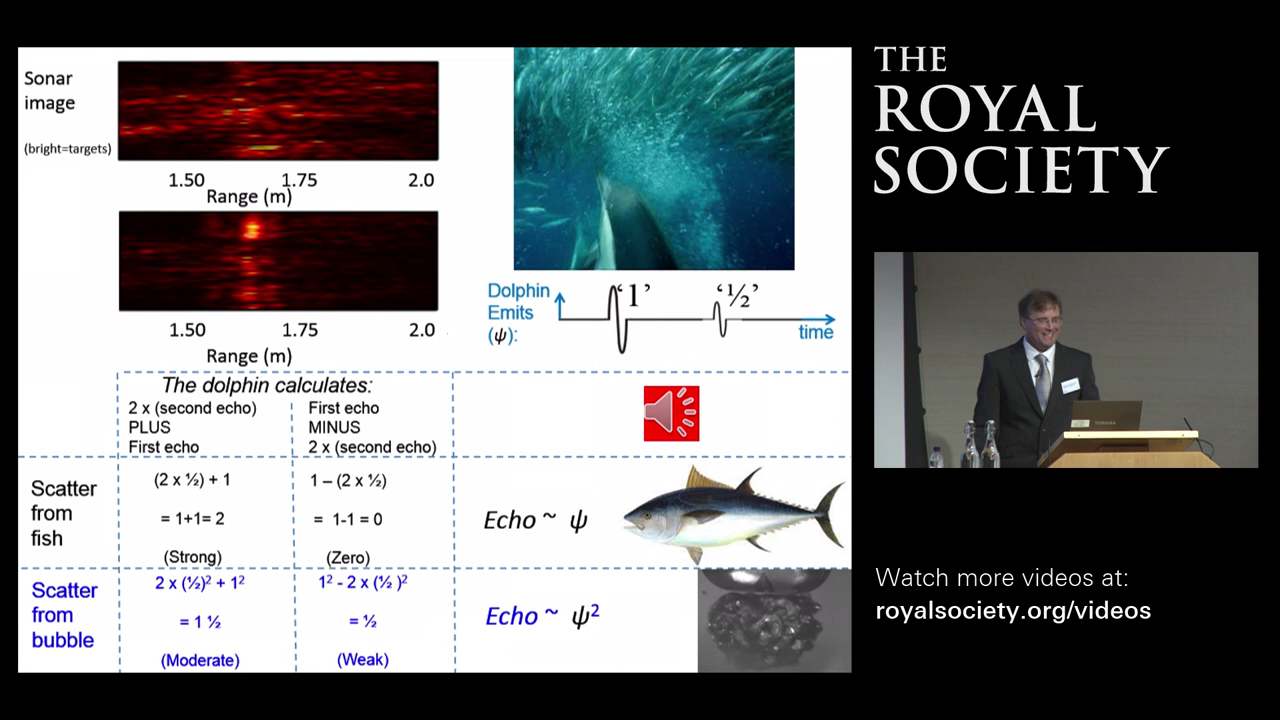 Sonar
image
(bright=targets)
1.50 1.75 2.0
Range (m)
1.50 1.75 2.0
Range (m)
Dolphin
Emits
(ψ):
‘1’ ‘½’
time
The dolphin calculates:
2 x (second echo)
PLUS
First echo
First echo
MINUS
2 x (second echo)
Scatter
from
fish
(2 x ½) + 1
= 1+1= 2
(Strong)
1 – (2 x ½)
= 1-1 = 0
(Zero)
Echo ~ ψ
Scatter
from
bubble
2 x (½)² + 1²
= 1 ½
(Moderate)
1² - 2 x (½ )²
= ½
(Weak)
Echo ~ ψ²
THE
ROYAL
SOCIETY
Watch more videos at:
royalsociety.org/videos